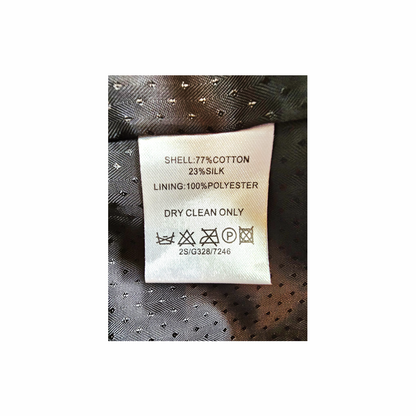 SHELL:77%COTTON
23%SILK
LINING:100%POLYESTER
DRY CLEAN ONLY
P
2S/G328/7246